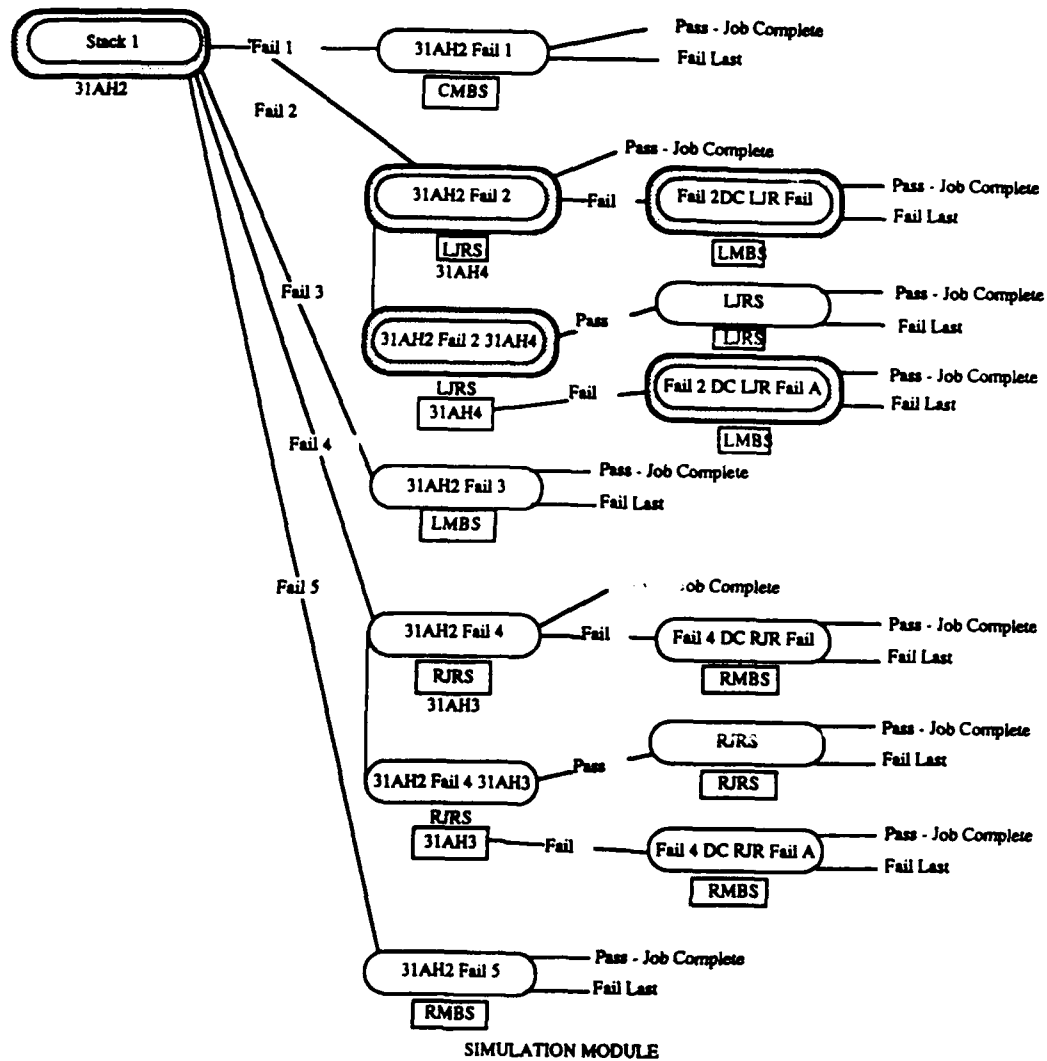 Stack 1
31AH2
Fail 1
31AH2 Fail 1
CMBS
Pass - Job Complete
Fail Last
Fail 2
31AH2 Fail 2
LJRS
31AH4
Pass - Job Complete
Fail
Fail 2DC LJR Fail
LMBS
Pass - Job Complete
Fail Last
31AH2 Fail 2 31AH4
LJRS
31AH4
Pass
LJRS
LJRS
Pass - Job Complete
Fail Last
Fail
Fail 2 DC LJR Fail A
LMBS
Pass - Job Complete
Fail Last
Fail 3
31AH2 Fail 3
LMBS
Pass - Job Complete
Fail Last
Fail 4
31AH2 Fail 4
RJRS
31AH3
Complete
Fail
Fail 4 DC RJR Fail
RMBS
Pass - Job Complete
Fail Last
31AH2 Fail 4 31AH3
RJRS
31AH3
Pass
RJRS
RJRS
Pass - Job Complete
Fail Last
Fail
Fail 4 DC RJR Fail A
RMBS
Pass - Job Complete
Fail Last
Fail 5
31AH2 Fail 5
RMBS
Pass - Job Complete
Fail Last
SIMULATION MODULE